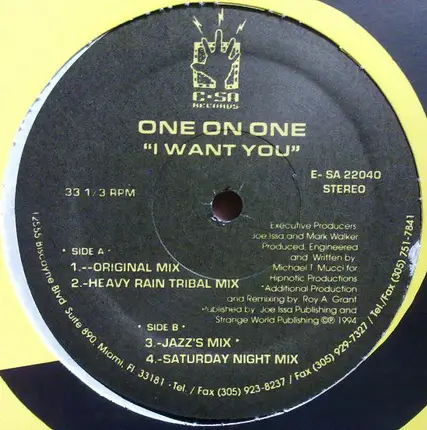 C•SA
RECORDS
ONE ON ONE
"I WANT YOU"
E- SA 22040
STEREO
33 1/3 RPM
Executive Producers
Joe Issa and Mark Walker
Produced, Engineered
and Written by
Michael T. Mucci for
Hipnotic Productions
*Additional Production
and Remixing by Roy A. Grant
Published by Joe Issa Publishing and
Strange World Publishing ©℗ 1994
* SIDE A *
1.--ORIGINAL MIX
2.-HEAVY RAIN TRIBAL MIX
* SIDE B *
3.-JAZZ'S MIX *
4.-SATURDAY NIGHT MIX
12555 Biscayne Blvd. Suite 890, Miami, Fl 33181 • Tel. / Fax (305) 923-8237 / Fax (305) 929-7327 / Tel/Fax (305) 751-7841